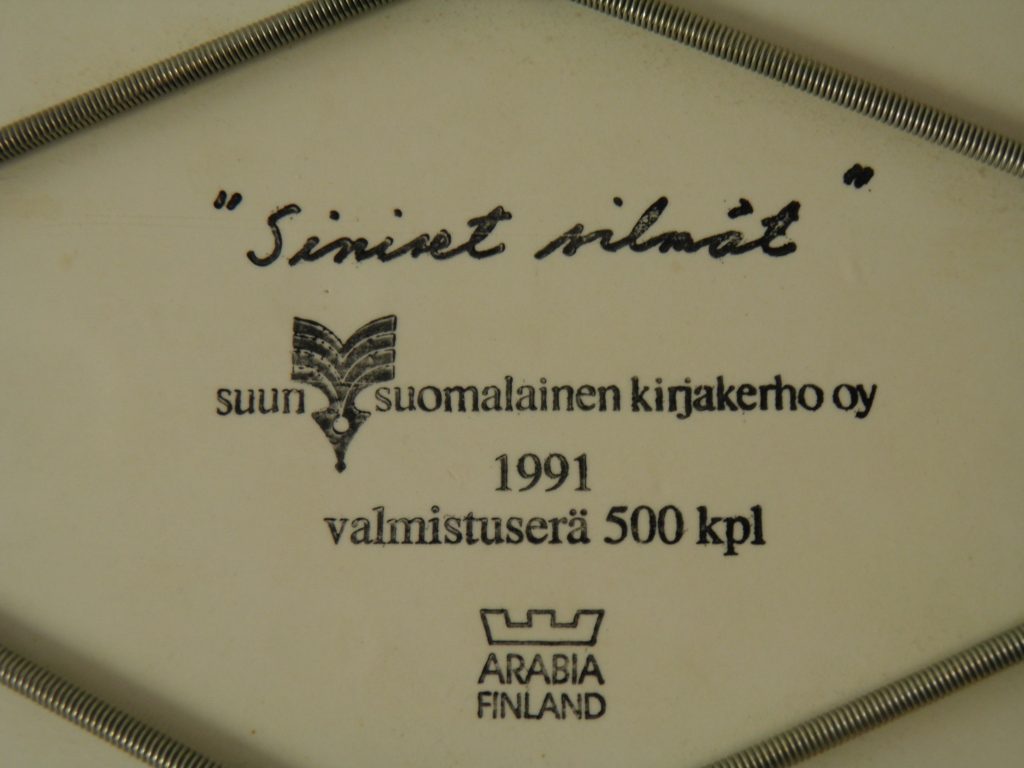 "Siniset silmät"
suuri suomalainen kirjakerho oy
1991
valmistuserä 500 kpl
ARABIA
FINLAND